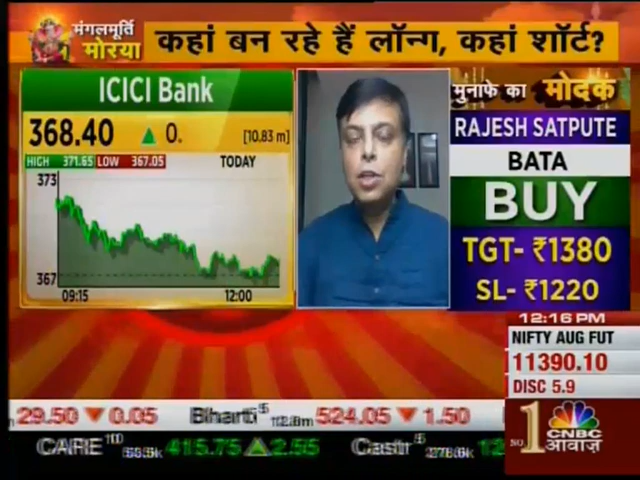 मंगलमूर्ति
मोरया
कहां बन रहे हैं लॉन्ग, कहां शॉर्ट?
ICICI Bank
368.40 ▲ 0. [10.83 m]
HIGH 371.65 LOW 367.05 TODAY
373
367
09:15 12:00
मुनाफे का मोदक
RAJESH SATPUTE
BATA
BUY
TGT- ₹1380
SL- ₹1220
12:16 PM
NIFTY AUG FUT
11390.10
DISC 5.9
29.50 ▼ 0.05 Bharti 524.05 ▼ 1.50
CARE 415.75 ▲ 2.55 Castr
NO. 1 CNBC
आवाज़